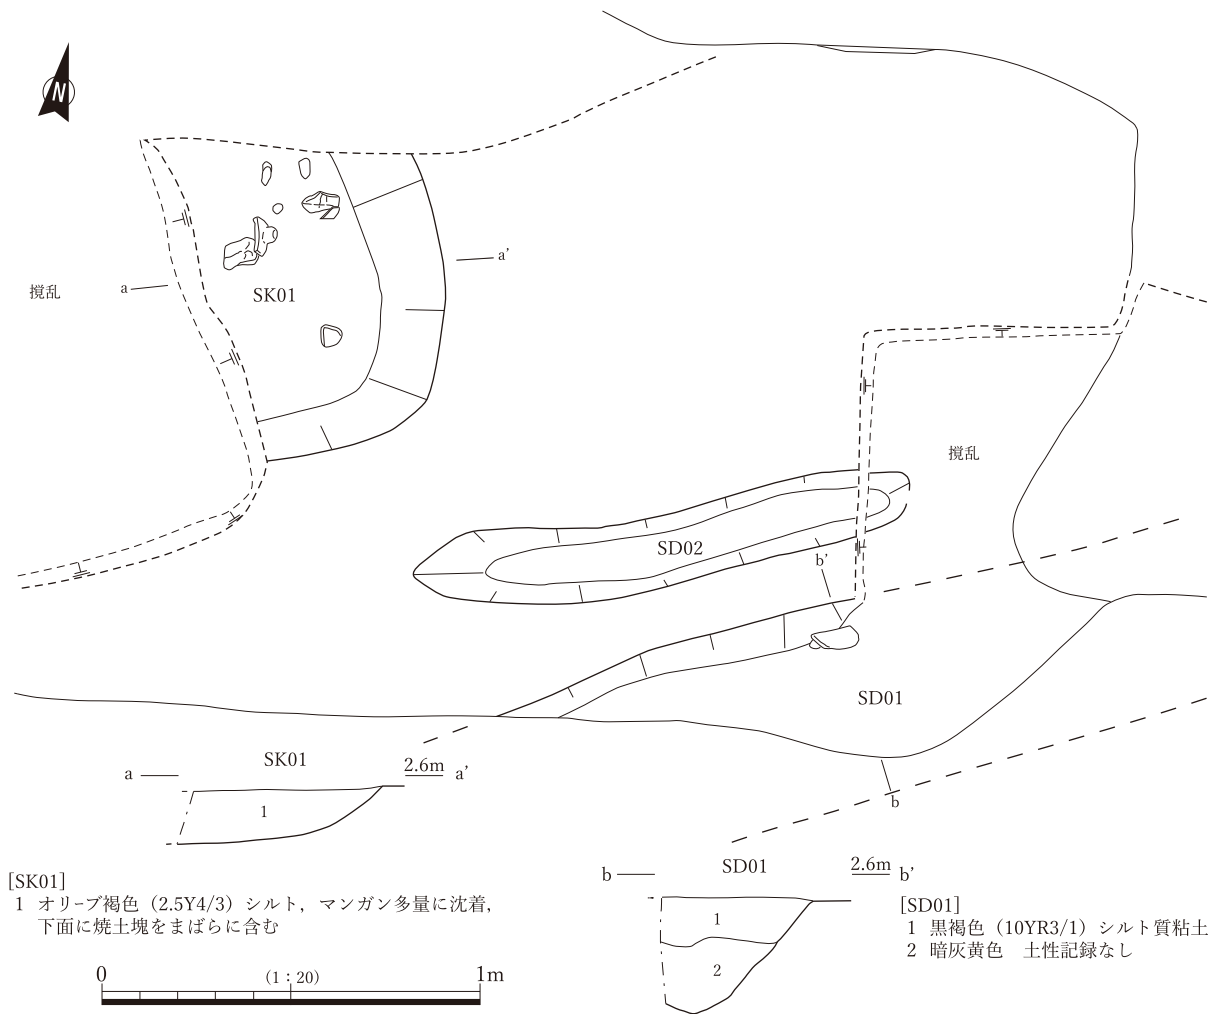 N
a
a’
撹乱
SK01
撹乱
SD02
b’
SD01
b
SK01
a
2.6m
a’
1
[SK01]
1 オリーブ褐色（2.5Y4/3）シルト，マンガン多量に沈着，
下面に焼土塊をまばらに含む
0
（1：20）
1m
SD01
b
2.6m
b’
1
2
[SD01]
1 黒褐色（10YR3/1）シルト質粘土
2 暗灰黄色　土性記録なし